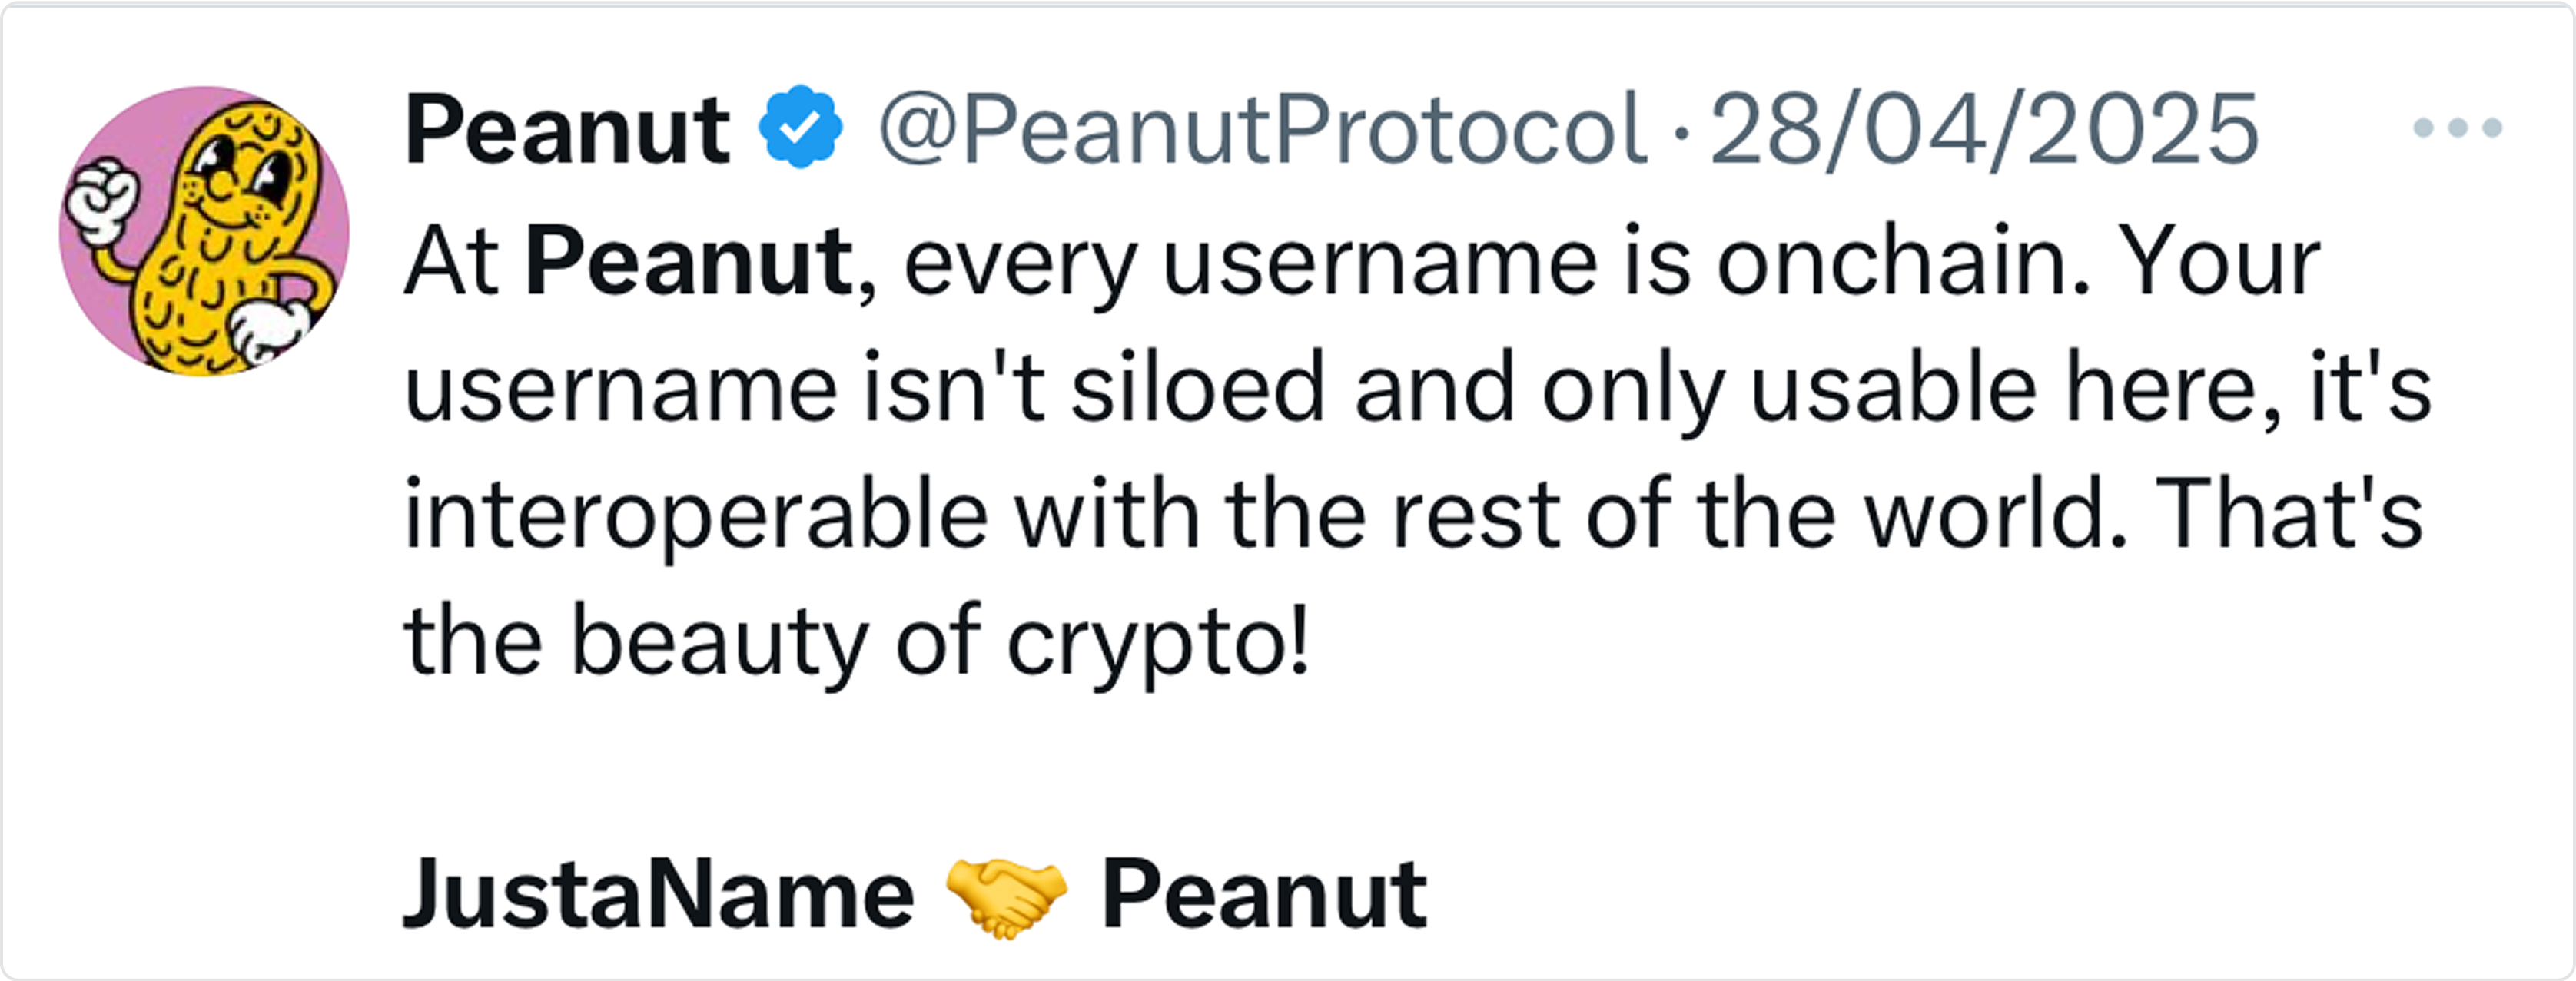 Peanut @PeanutProtocol · 28/04/2025
At Peanut, every username is onchain. Your
username isn't siloed and only usable here, it's
interoperable with the rest of the world. That's
the beauty of crypto!
JustaName 🤝 Peanut